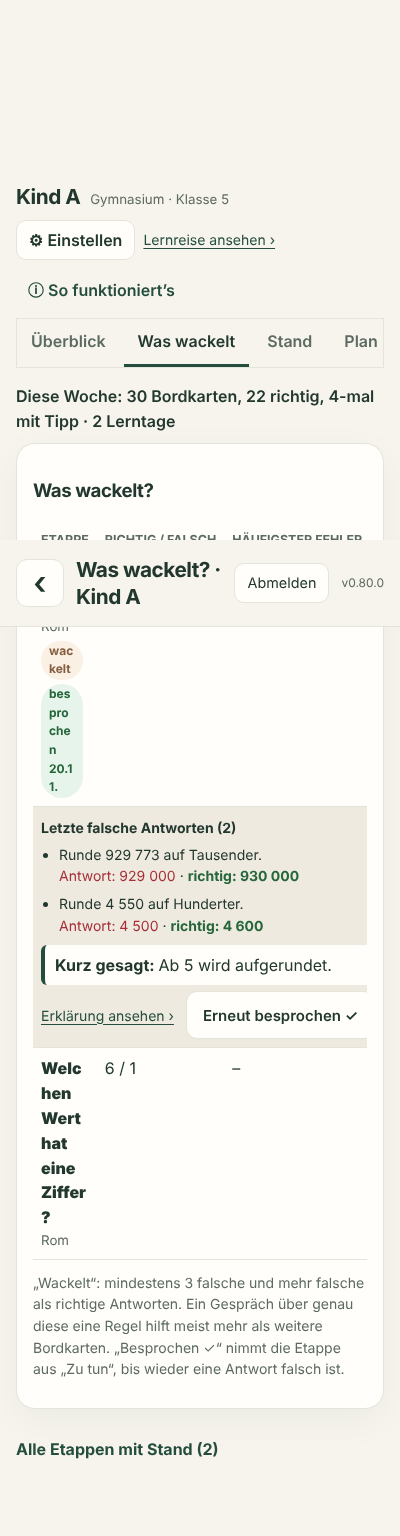 Kind A Gymnasium · Klasse 5
⚙ Einstellen Lernreise ansehen ›
ⓘ So funktioniert's
Überblick Was wackelt Stand Plan
Diese Woche: 30 Bordkarten, 22 richtig, 4-mal
mit Tipp · 2 Lerntage
Was wackelt?
ETAPPE RICHTIG / FALSCH HÄUFIGSTER FEHLER
‹ Was wackelt? · Abmelden v0.80.0
Kind A
Rom
wac
kelt
bes
pro
che
n
20.1
1.
Letzte falsche Antworten (2)
• Runde 929 773 auf Tausender.
Antwort: 929 000 · richtig: 930 000
• Runde 4 550 auf Hunderter.
Antwort: 4 500 · richtig: 4 600
Kurz gesagt: Ab 5 wird aufgerundet.
Erklärung ansehen › Erneut besprochen ✓
Welc 6 / 1 –
hen
Wert
hat
eine
Ziffer
?
Rom
„Wackelt“: mindestens 3 falsche und mehr falsche
als richtige Antworten. Ein Gespräch über genau
diese eine Regel hilft meist mehr als weitere
Bordkarten. „Besprochen ✓“ nimmt die Etappe
aus „Zu tun“, bis wieder eine Antwort falsch ist.
Alle Etappen mit Stand (2)